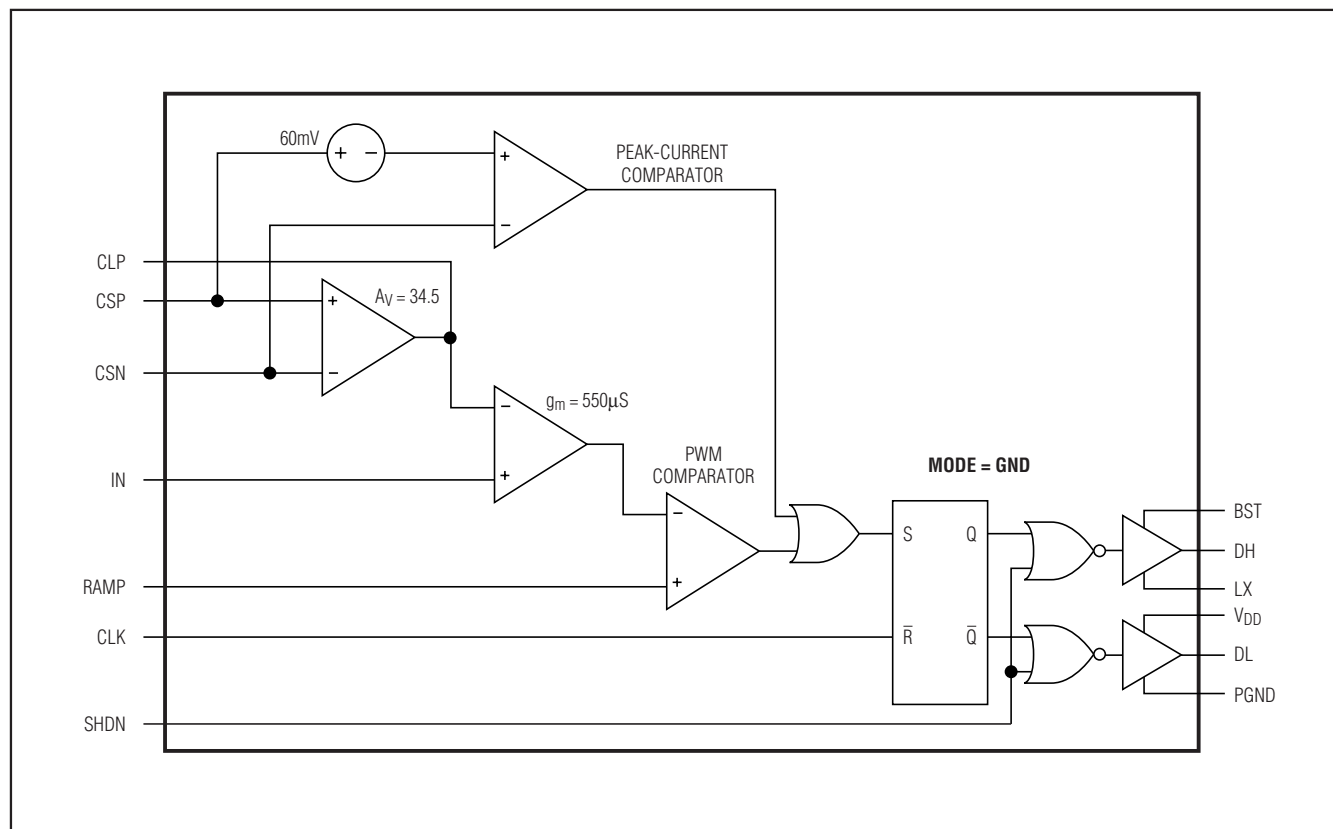 60mV
+ −
+
−
PEAK-CURRENT
COMPARATOR
CLP
CSP
CSN
+
−
AV = 34.5
−
+
gm = 550µS
IN
PWM
COMPARATOR
−
+
RAMP
CLK
SHDN
MODE = GND
S Q
R̅ Q̅
BST
DH
LX
VDD
DL
PGND